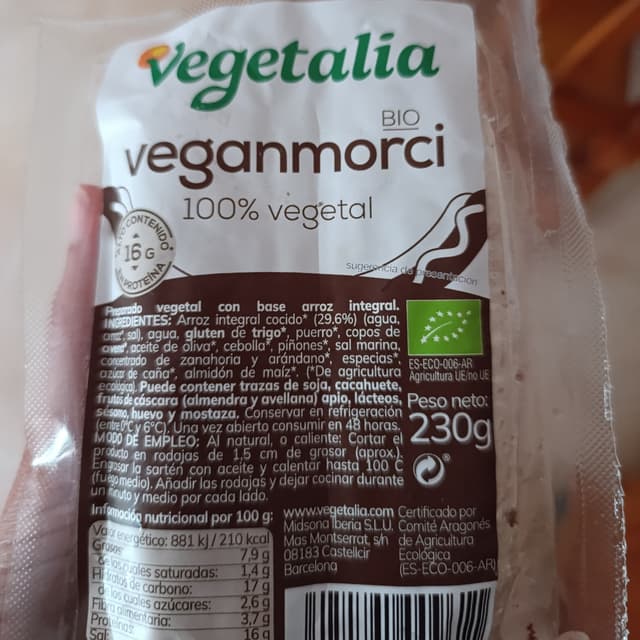 vegetalia
BIO
veganmorci
100% vegetal
ALTO CONTENIDO*
16 G
PROTEÍNA
sugerencia de presentación
Preparado vegetal con base arroz integral.
INGREDIENTES: Arroz integral cocido* (29,6%) (agua,
arroz*, sal), agua, gluten de trigo*, puerro*, copos de
avena*, aceite de oliva*, cebolla*, piñones*, sal marina,
concentrado de zanahoria y arándano*, especias*,
azúcar de caña*, almidón de maíz*. (*De agricultura
ecológica). Puede contener trazas de soja, cacahuete,
frutos de cáscara (almendra y avellana) apio, lácteos,
sésamo, huevo y mostaza. Conservar en refrigeración
(entre 0°C y 6°C). Una vez abierto consumir en 48 horas.
MODO DE EMPLEO: Al natural, o caliente: Cortar el
producto en rodajas de 1,5 cm de grosor (aprox.).
Engrasar la sartén con aceite y calentar hasta 100 C
(fuego medio). Añadir las rodajas y dejar cocinar durante
un minuto y medio por cada lado.
ES-ECO-006-AR
Agricultura UE/no UE
Peso neto:
230g
Información nutricional por 100 g:
Valor energético: 881 kJ / 210 kcal
Grasas: 7,9 g
de las cuales saturadas: 1,4 g
Hidratos de carbono: 17 g
de los cuales azúcares: 2,6 g
Fibra alimentaria: 3,7 g
Proteínas: 16 g
Sal
www.vegetalia.com
Midsona Iberia S.L.U.
Mas Montserrat, s/n
08183 Castellcir
Barcelona
Certificado por
Comité Aragonés
de Agricultura
Ecológica
(ES-ECO-006-AR)